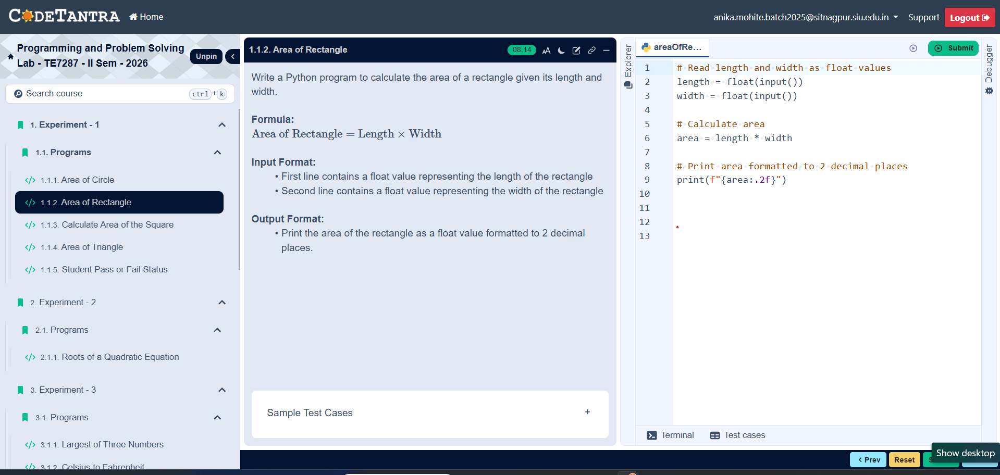 CODETANTRA
Home
anika.mohite.batch2025@sitnagpur.siu.edu.in
Support
Logout
Programming and Problem Solving
Lab - TE7287 - II Sem - 2026
Unpin
Search course
ctrl + k
1. Experiment - 1
1.1. Programs
</> 1.1.1. Area of Circle
</> 1.1.2. Area of Rectangle
</> 1.1.3. Calculate Area of the Square
</> 1.1.4. Area of Triangle
</> 1.1.5. Student Pass or Fail Status
2. Experiment - 2
2.1. Programs
</> 2.1.1. Roots of a Quadratic Equation
3. Experiment - 3
3.1. Programs
</> 3.1.1. Largest of Three Numbers
</> 3.1.2. Celsius to Fahrenheit
1.1.2. Area of Rectangle
08:14
AA
Write a Python program to calculate the area of a rectangle given its length and
width.
Formula:
Area of Rectangle = Length × Width
Input Format:
• First line contains a float value representing the length of the rectangle
• Second line contains a float value representing the width of the rectangle
Output Format:
• Print the area of the rectangle as a float value formatted to 2 decimal
places.
Sample Test Cases
+
Explorer
areaOfRe...
Submit
Debugger
1 # Read length and width as float values
2 length = float(input())
3 width = float(input())
4
5 # Calculate area
6 area = length * width
7
8 # Print area formatted to 2 decimal places
9 print(f"{area:.2f}")
10
11
12
13
Terminal
Test cases
< Prev
Reset
S
Show desktop